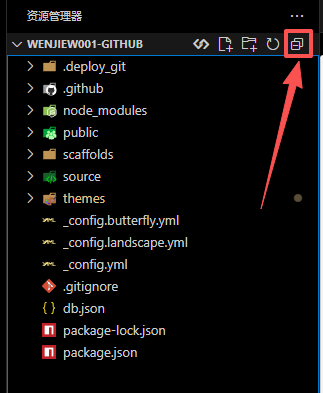 资源管理器
WENJIEW001-GITHUB
.deploy_git
.github
node_modules
public
scaffolds
source
themes
_config.butterfly.yml
_config.landscape.yml
_config.yml
.gitignore
db.json
package-lock.json
package.json